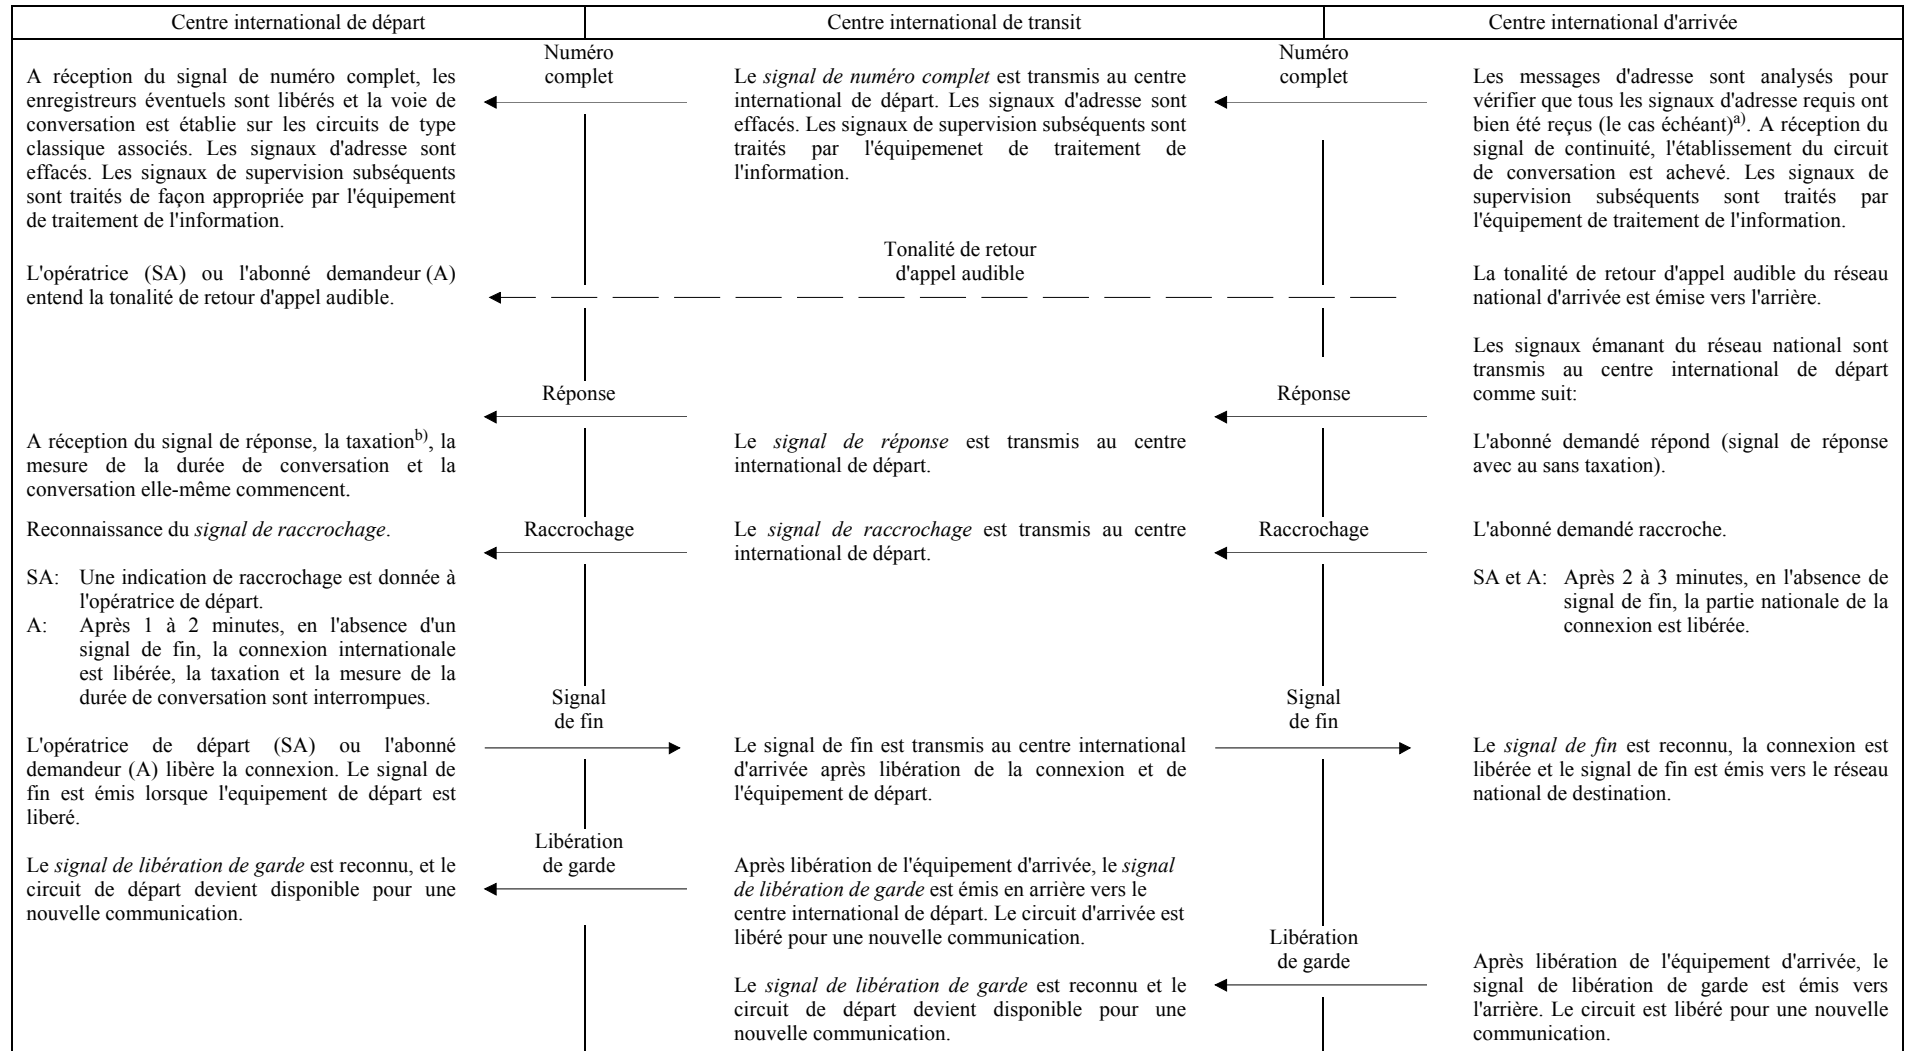 Centre international de départ
Centre international de transit
Centre international d'arrivée
Numéro
complet
Numéro
complet
A réception du signal de numéro complet, les
enregistreurs éventuels sont libérés et la voie de
conversation est établie sur les circuits de type
classique associés. Les signaux d'adresse sont
effacés. Les signaux de supervision subséquents
sont traités de façon appropriée par l'équipement
de traitement de l'information.
Le signal de numéro complet est transmis au centre
international de départ. Les signaux d'adresse sont
effacés. Les signaux de supervision subséquents sont
traités par l'équipemenet de traitement de
l'information.
Les messages d'adresse sont analysés pour
vérifier que tous les signaux d'adresse requis ont
bien été reçus (le cas échéant)a). A réception du
signal de continuité, l'établissement du circuit
de conversation est achevé. Les signaux de
supervision subséquents sont traités par
l'équipement de traitement de l'information.
Tonalité de retour
d'appel audible
L'opératrice (SA) ou l'abonné demandeur (A)
entend la tonalité de retour d'appel audible.
La tonalité de retour d'appel audible du réseau
national d'arrivée est émise vers l'arrière.
Les signaux émanant du réseau national sont
transmis au centre international de départ
comme suit:
Réponse
Réponse
A réception du signal de réponse, la taxationb), la
mesure de la durée de conversation et la
conversation elle-même commencent.
Le signal de réponse est transmis au centre
international de départ.
L'abonné demandé répond (signal de réponse
avec au sans taxation).
Reconnaissance du signal de raccrochage.
Raccrochage
Le signal de raccrochage est transmis au centre
international de départ.
Raccrochage
L'abonné demandé raccroche.
SA: Une indication de raccrochage est donnée à
l'opératrice de départ.
A: Après 1 à 2 minutes, en l'absence d'un
signal de fin, la connexion internationale
est libérée, la taxation et la mesure de la
durée de conversation sont interrompues.
SA et A: Après 2 à 3 minutes, en l'absence de
signal de fin, la partie nationale de la
connexion est libérée.
Signal
de fin
Signal
de fin
L'opératrice de départ (SA) ou l'abonné
demandeur (A) libère la connexion. Le signal de
fin est émis lorsque l'equipement de départ est
liberé.
Le signal de fin est transmis au centre international
d'arrivée après libération de la connexion et de
l'équipement de départ.
Le signal de fin est reconnu, la connexion est
libérée et le signal de fin est émis vers le réseau
national de destination.
Libération
de garde
Le signal de libération de garde est reconnu, et le
circuit de départ devient disponible pour une
nouvelle communication.
Après libération de l'équipement d'arrivée, le signal
de libération de garde est émis en arrière vers le
centre international de départ. Le circuit d'arrivée est
libéré pour une nouvelle communication.
Libération
de garde
Le signal de libération de garde est reconnu et le
circuit de départ devient disponible pour une
nouvelle communication.
Après libération de l'équipement d'arrivée, le
signal de libération de garde est émis vers
l'arrière. Le circuit est libéré pour une nouvelle
communication.